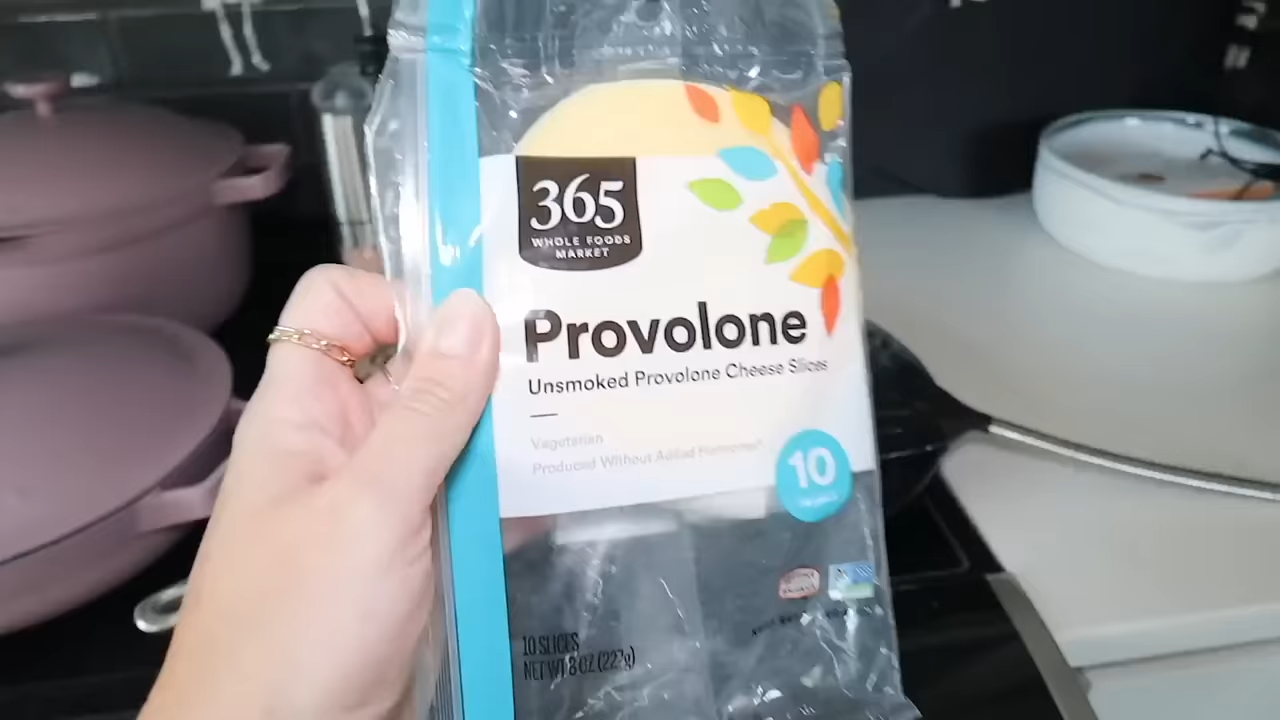 365
WHOLE FOODS
MARKET
Provolone
Unsmoked Provolone Cheese Slices
Vegetarian
Produced Without Added Hormones*
10
10 SLICES
NET WT 8 OZ (227g)